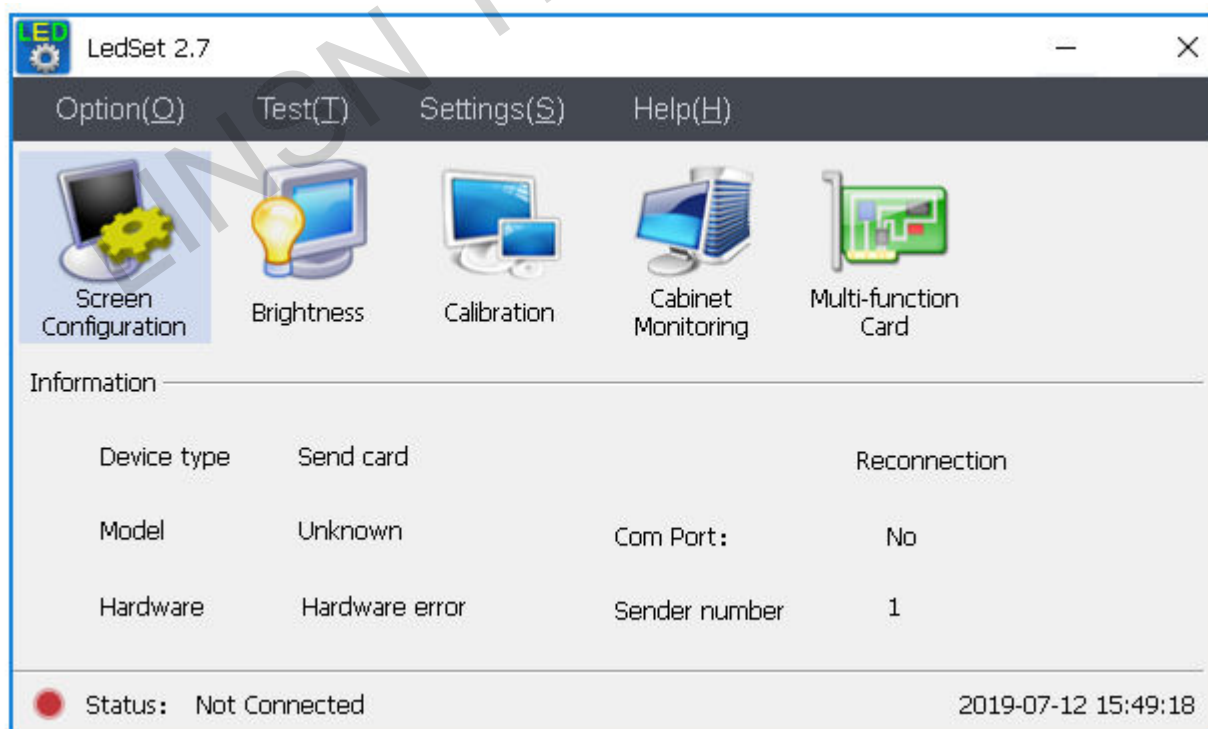 LED
LedSet 2.7
Option(O) Test(T) Settings(S) Help(H)
Screen
Configuration
Brightness
Calibration
Cabinet
Monitoring
Multi-function
Card
Information
Device type Send card Reconnection
Model Unknown Com Port: No
Hardware Hardware error Sender number 1
Status: Not Connected 2019-07-12 15:49:18
LINSN